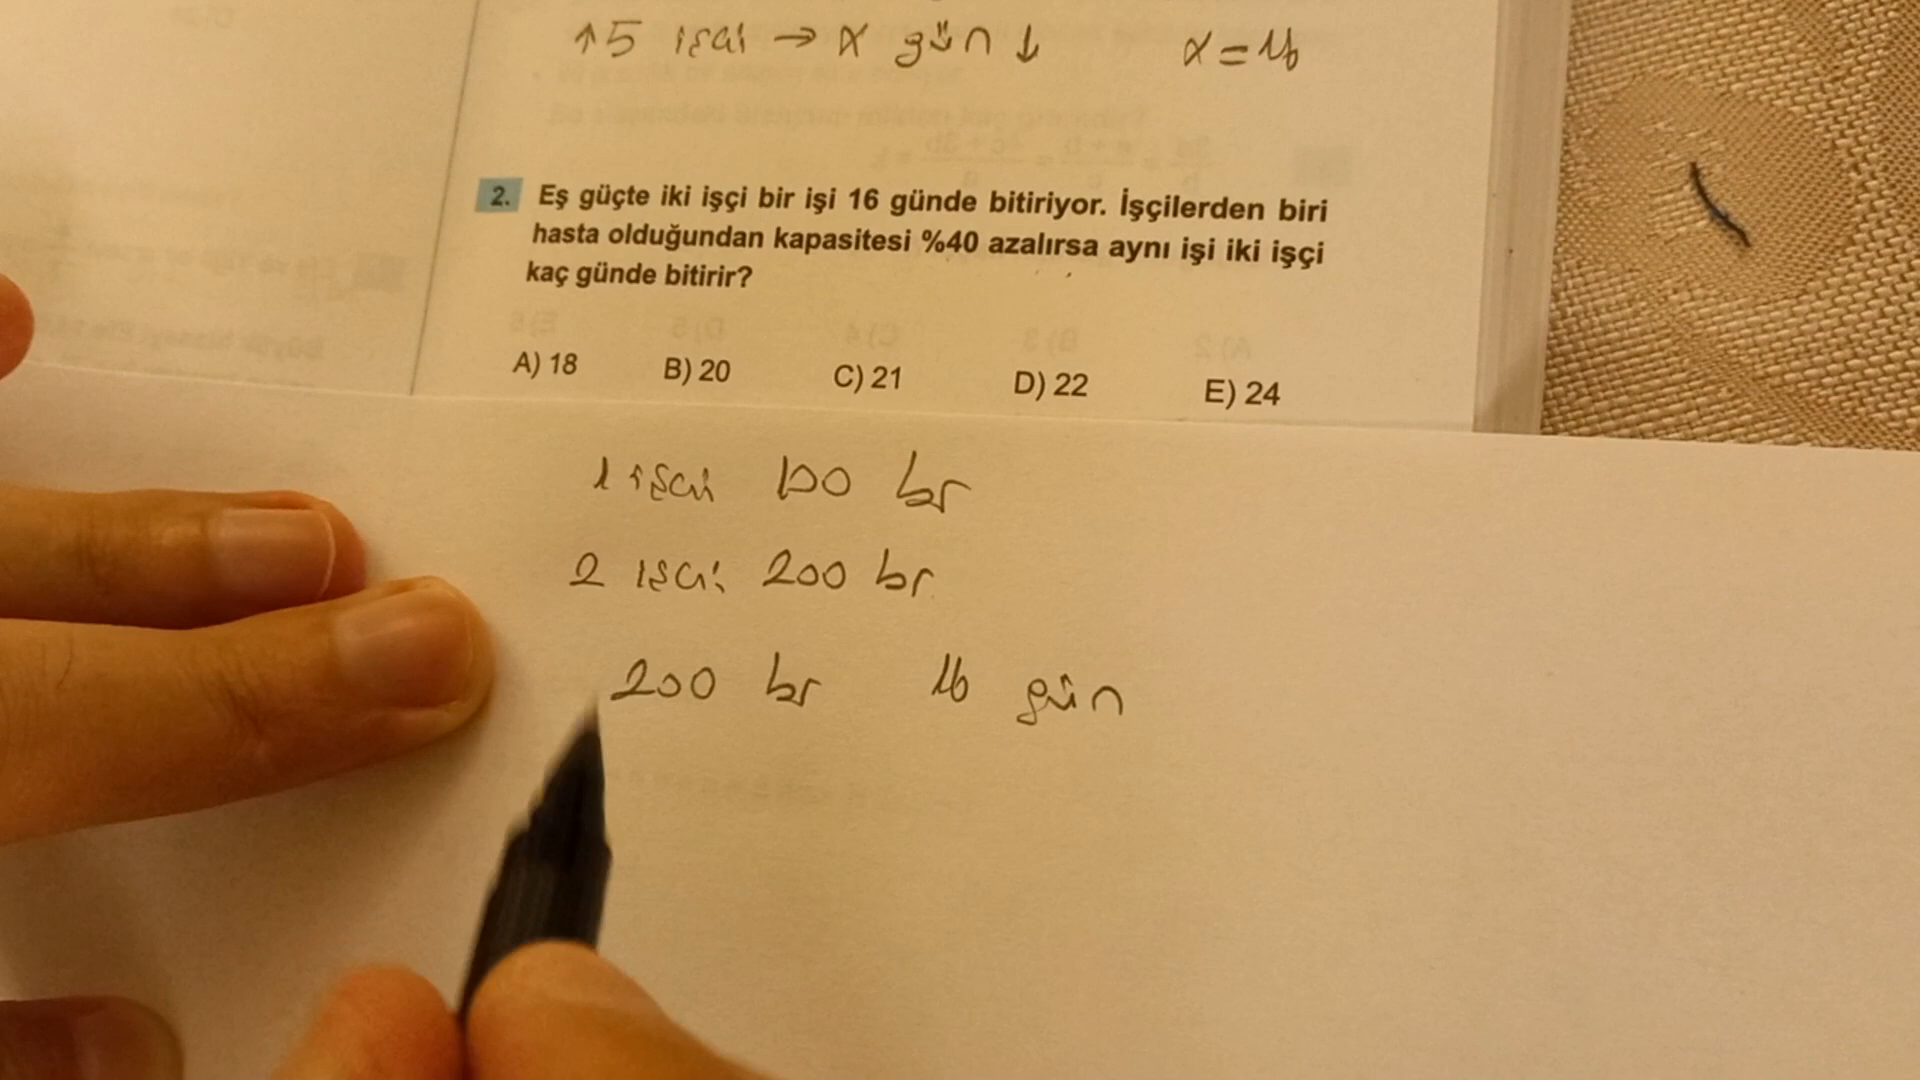 ↑5 işçi → x gün ↓ x = 16
2. Eş güçte iki işçi bir işi 16 günde bitiriyor. İşçilerden biri
hasta olduğundan kapasitesi %40 azalırsa aynı işi iki işçi
kaç günde bitirir?
A) 18 B) 20 C) 21 D) 22 E) 24
1 işçi 100 br
2 işçi 200 br
200 br 16 gün